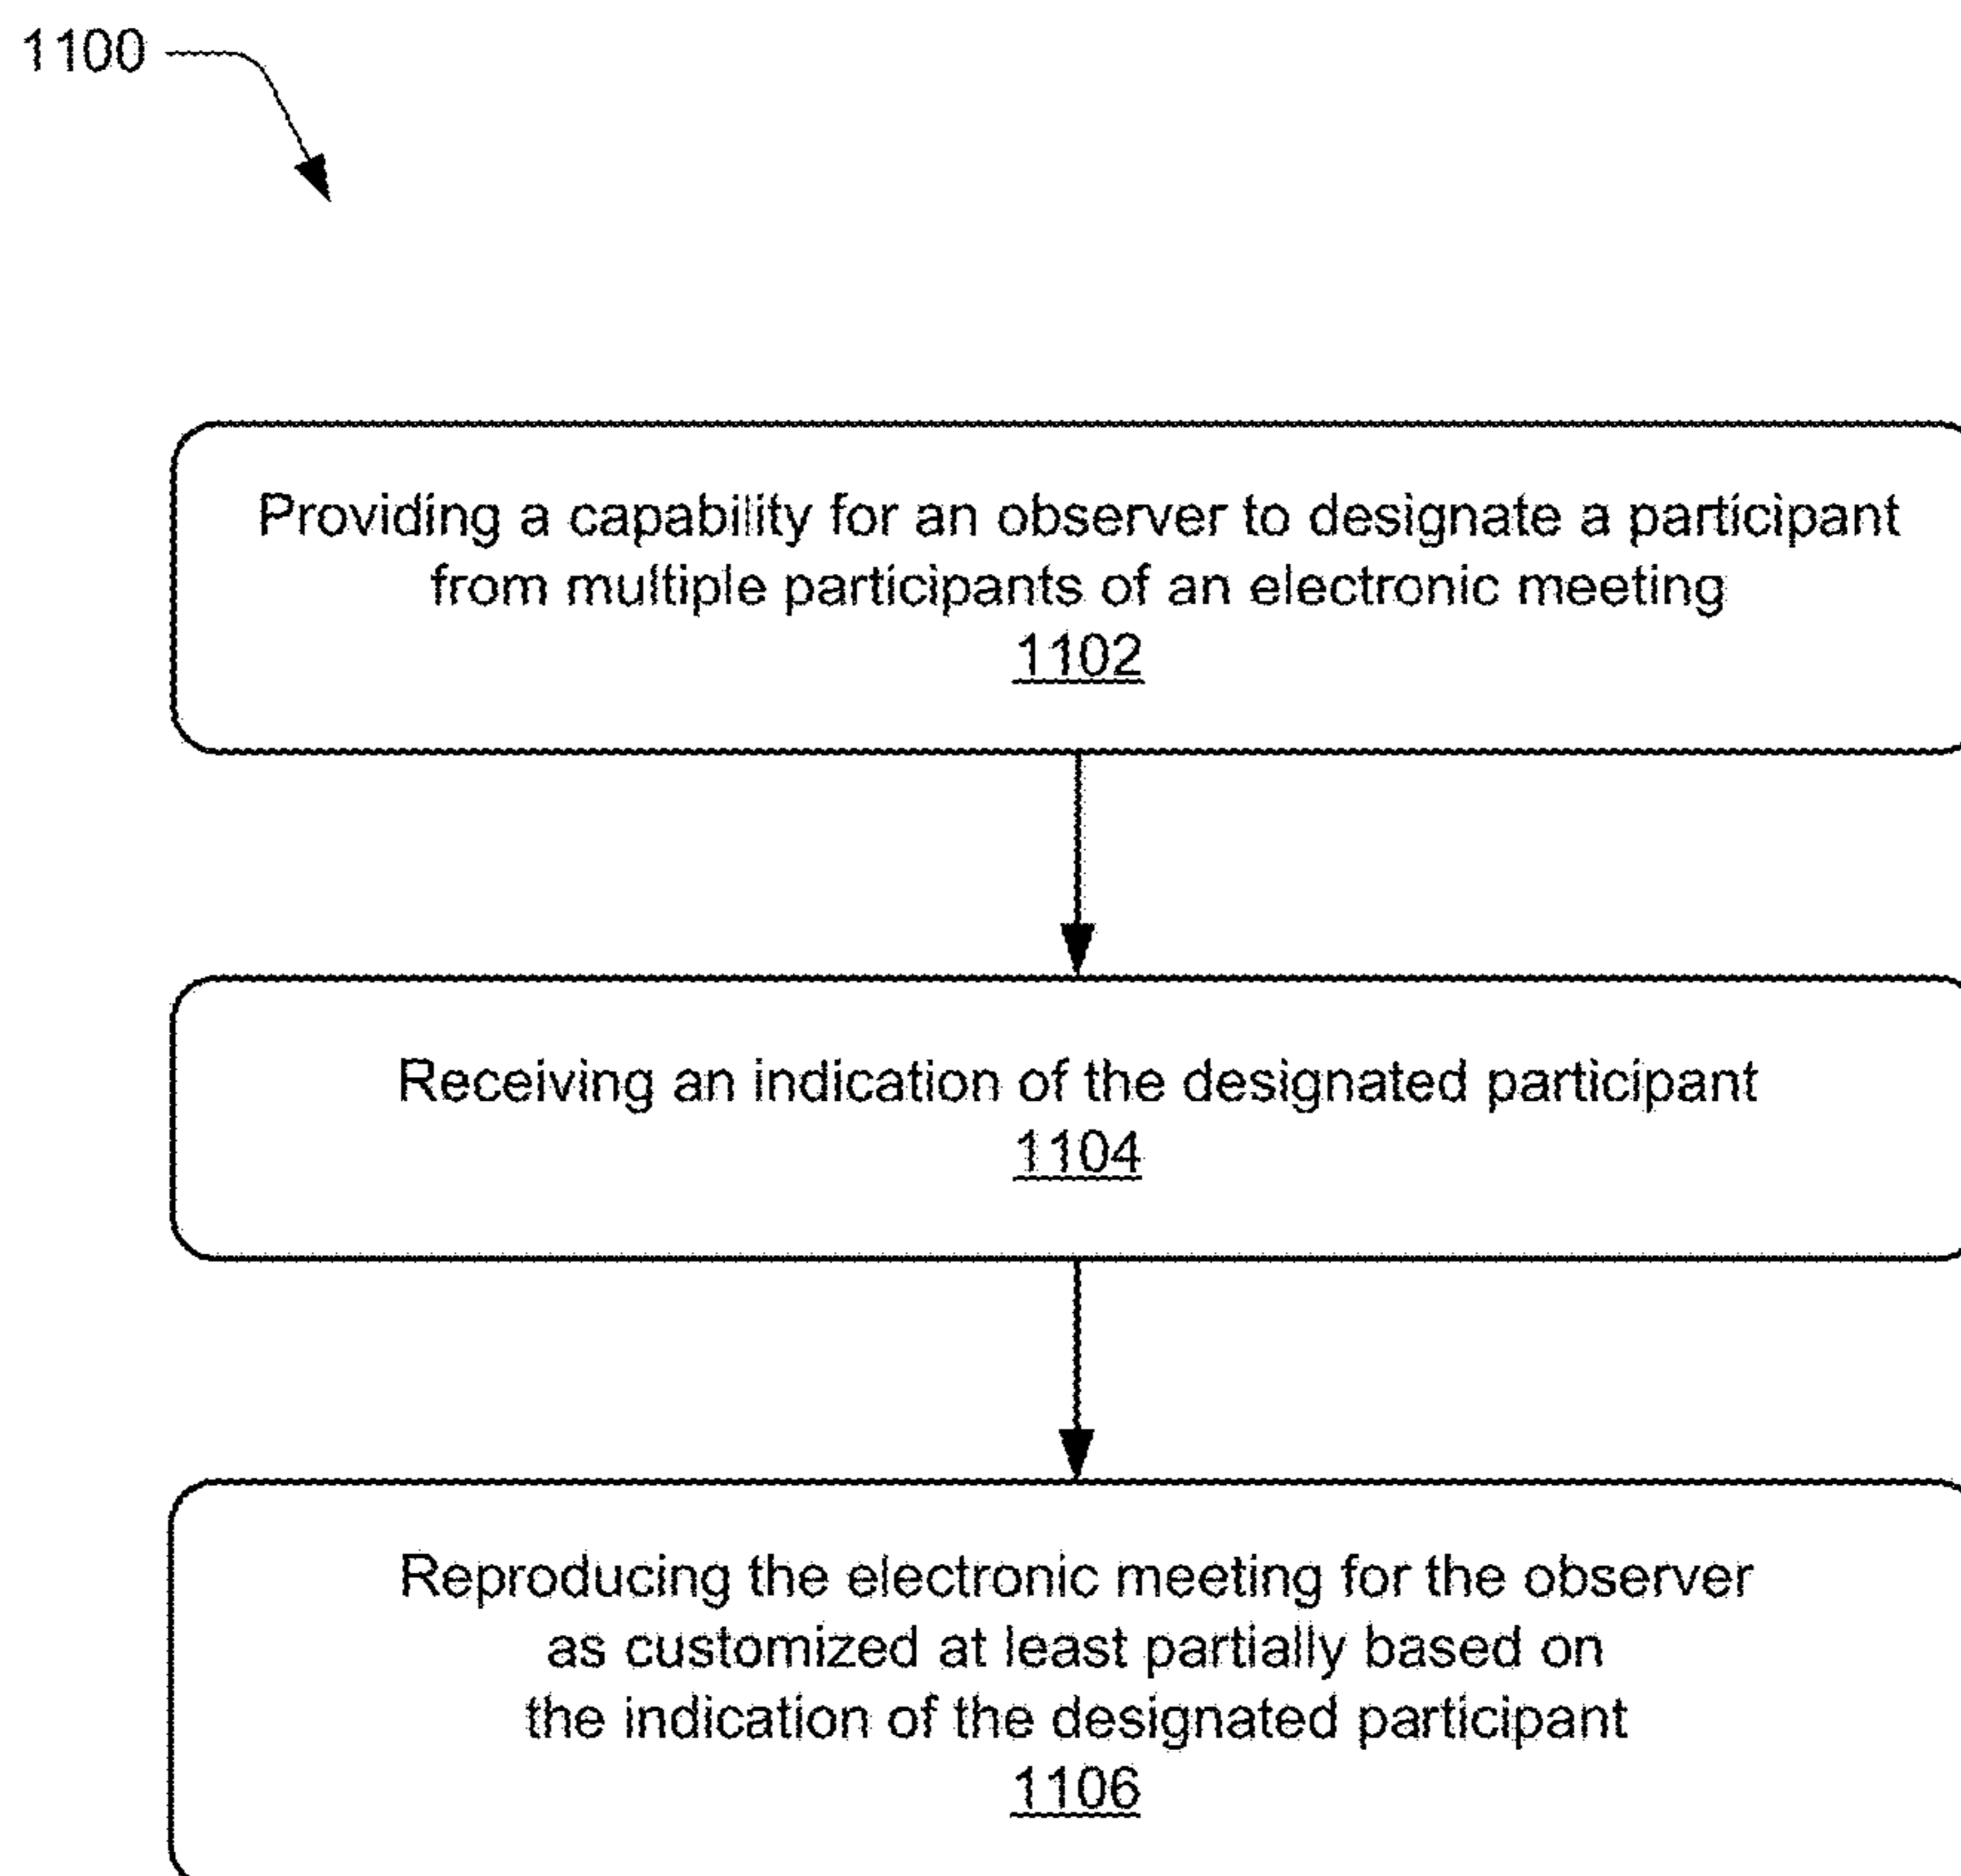 1100
Providing a capability for an observer to designate a participant
from multiple participants of an electronic meeting
1102
Receiving an indication of the designated participant
1104
Reproducing the electronic meeting for the observer
as customized at least partially based on
the indication of the designated participant
1106